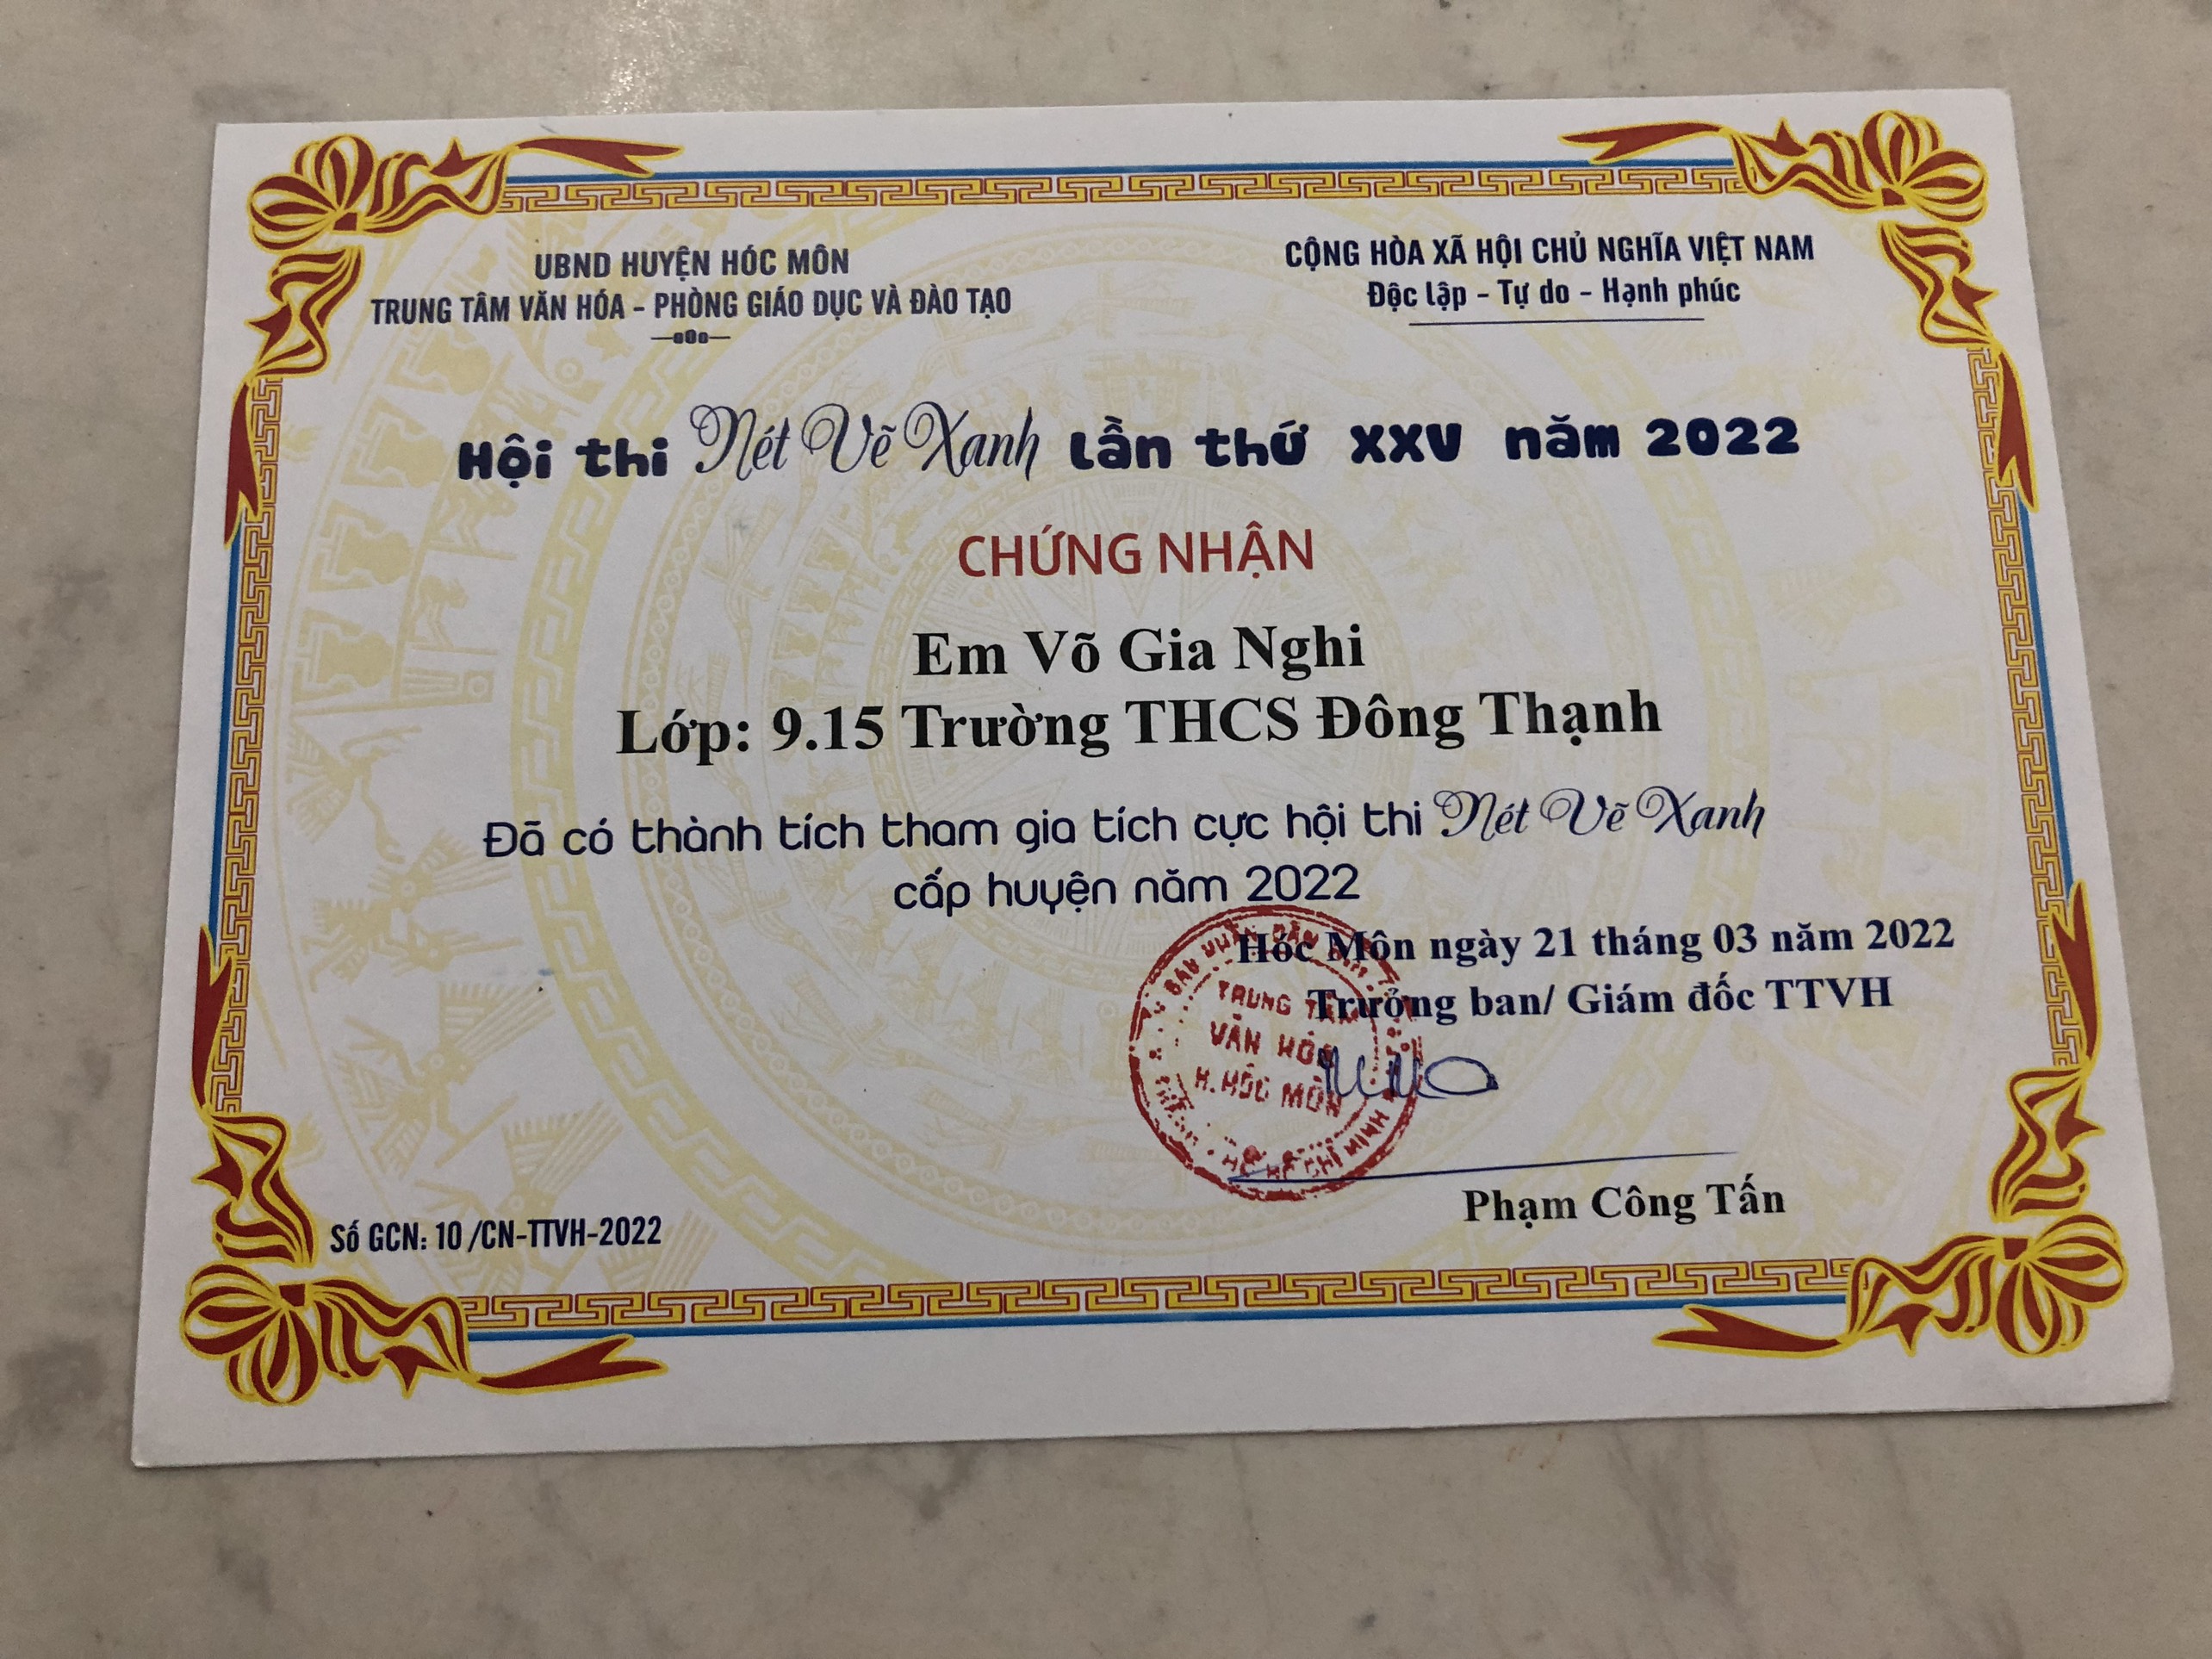 UBND HUYỆN HÓC MÔN
TRUNG TÂM VĂN HÓA - PHÒNG GIÁO DỤC VÀ ĐÀO TẠO
CỘNG HÒA XÃ HỘI CHỦ NGHĨA VIỆT NAM
Độc lập - Tự do - Hạnh phúc
Hội thi Nét Vẽ Xanh lần thứ XXV năm 2022
CHỨNG NHẬN
Em Võ Gia Nghi
Lớp: 9.15 Trường THCS Đông Thạnh
Đã có thành tích tham gia tích cực hội thi Nét Vẽ Xanh
cấp huyện năm 2022
Hóc Môn ngày 21 tháng 03 năm 2022
Trưởng ban/ Giám đốc TTVH
TRUNG TÂM
VĂN HÓA
H. HÓC MÔN
Phạm Công Tấn
Số GCN: 10 /CN-TTVH-2022